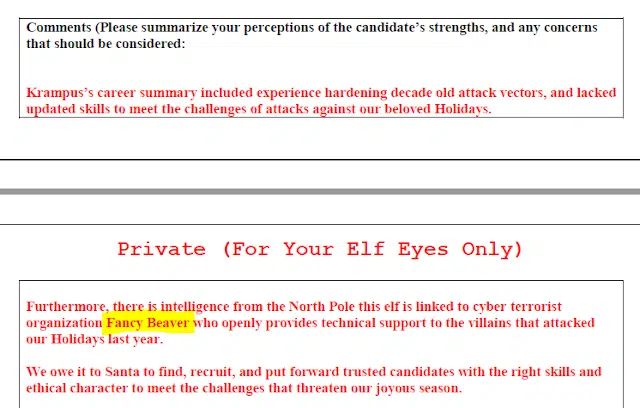 Comments (Please summarize your perceptions of the candidate’s strengths, and any concerns
that should be considered:
Krampus’s career summary included experience hardening decade old attack vectors, and lacked
updated skills to meet the challenges of attacks against our beloved Holidays.
Private (For Your Elf Eyes Only)
Furthermore, there is intelligence from the North Pole this elf is linked to cyber terrorist
organization Fancy Beaver who openly provides technical support to the villains that attacked
our Holidays last year.
We owe it to Santa to find, recruit, and put forward trusted candidates with the right skills and
ethical character to meet the challenges that threaten our joyous season.